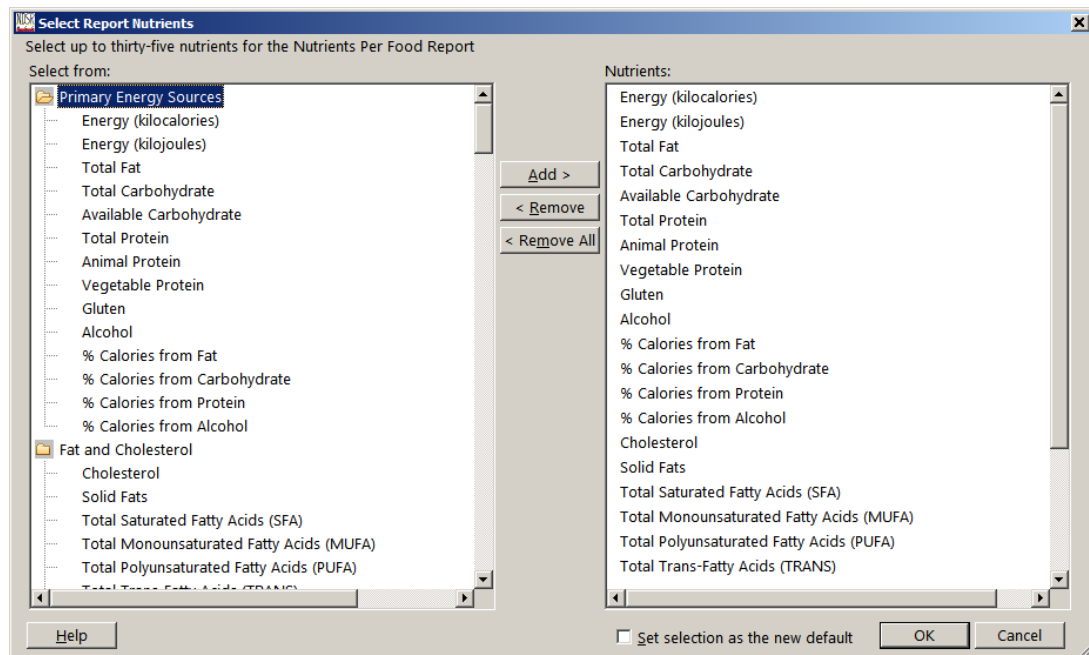 Select Report Nutrients
Select up to thirty-five nutrients for the Nutrients Per Food Report
Select from:
Primary Energy Sources
Energy (kilocalories)
Energy (kilojoules)
Total Fat
Total Carbohydrate
Available Carbohydrate
Total Protein
Animal Protein
Vegetable Protein
Gluten
Alcohol
% Calories from Fat
% Calories from Carbohydrate
% Calories from Protein
% Calories from Alcohol
Fat and Cholesterol
Cholesterol
Solid Fats
Total Saturated Fatty Acids (SFA)
Total Monounsaturated Fatty Acids (MUFA)
Total Polyunsaturated Fatty Acids (PUFA)
Total Trans-Fatty Acids (TRANS)
Add >
< Remove
< Remove All
Nutrients:
Energy (kilocalories)
Energy (kilojoules)
Total Fat
Total Carbohydrate
Available Carbohydrate
Total Protein
Animal Protein
Vegetable Protein
Gluten
Alcohol
% Calories from Fat
% Calories from Carbohydrate
% Calories from Protein
% Calories from Alcohol
Cholesterol
Solid Fats
Total Saturated Fatty Acids (SFA)
Total Monounsaturated Fatty Acids (MUFA)
Total Polyunsaturated Fatty Acids (PUFA)
Total Trans-Fatty Acids (TRANS)
Help
Set selection as the new default
OK
Cancel